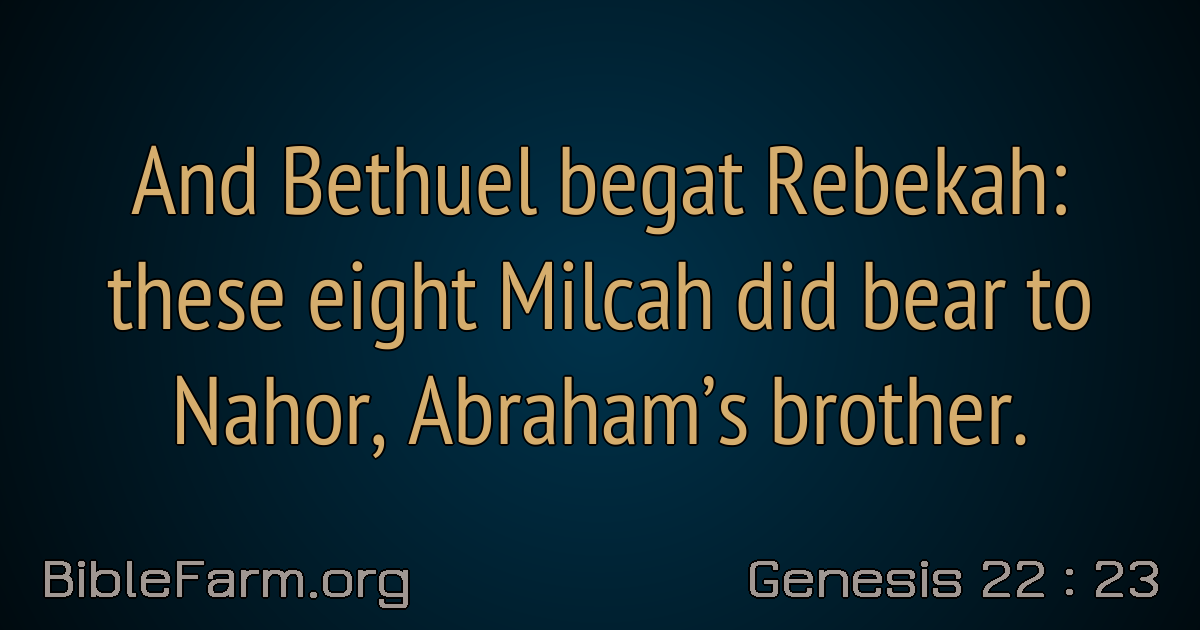 And Bethuel begat Rebekah:
these eight Milcah did bear to
Nahor, Abraham’s brother.
BibleFarm.org
Genesis 22 : 23